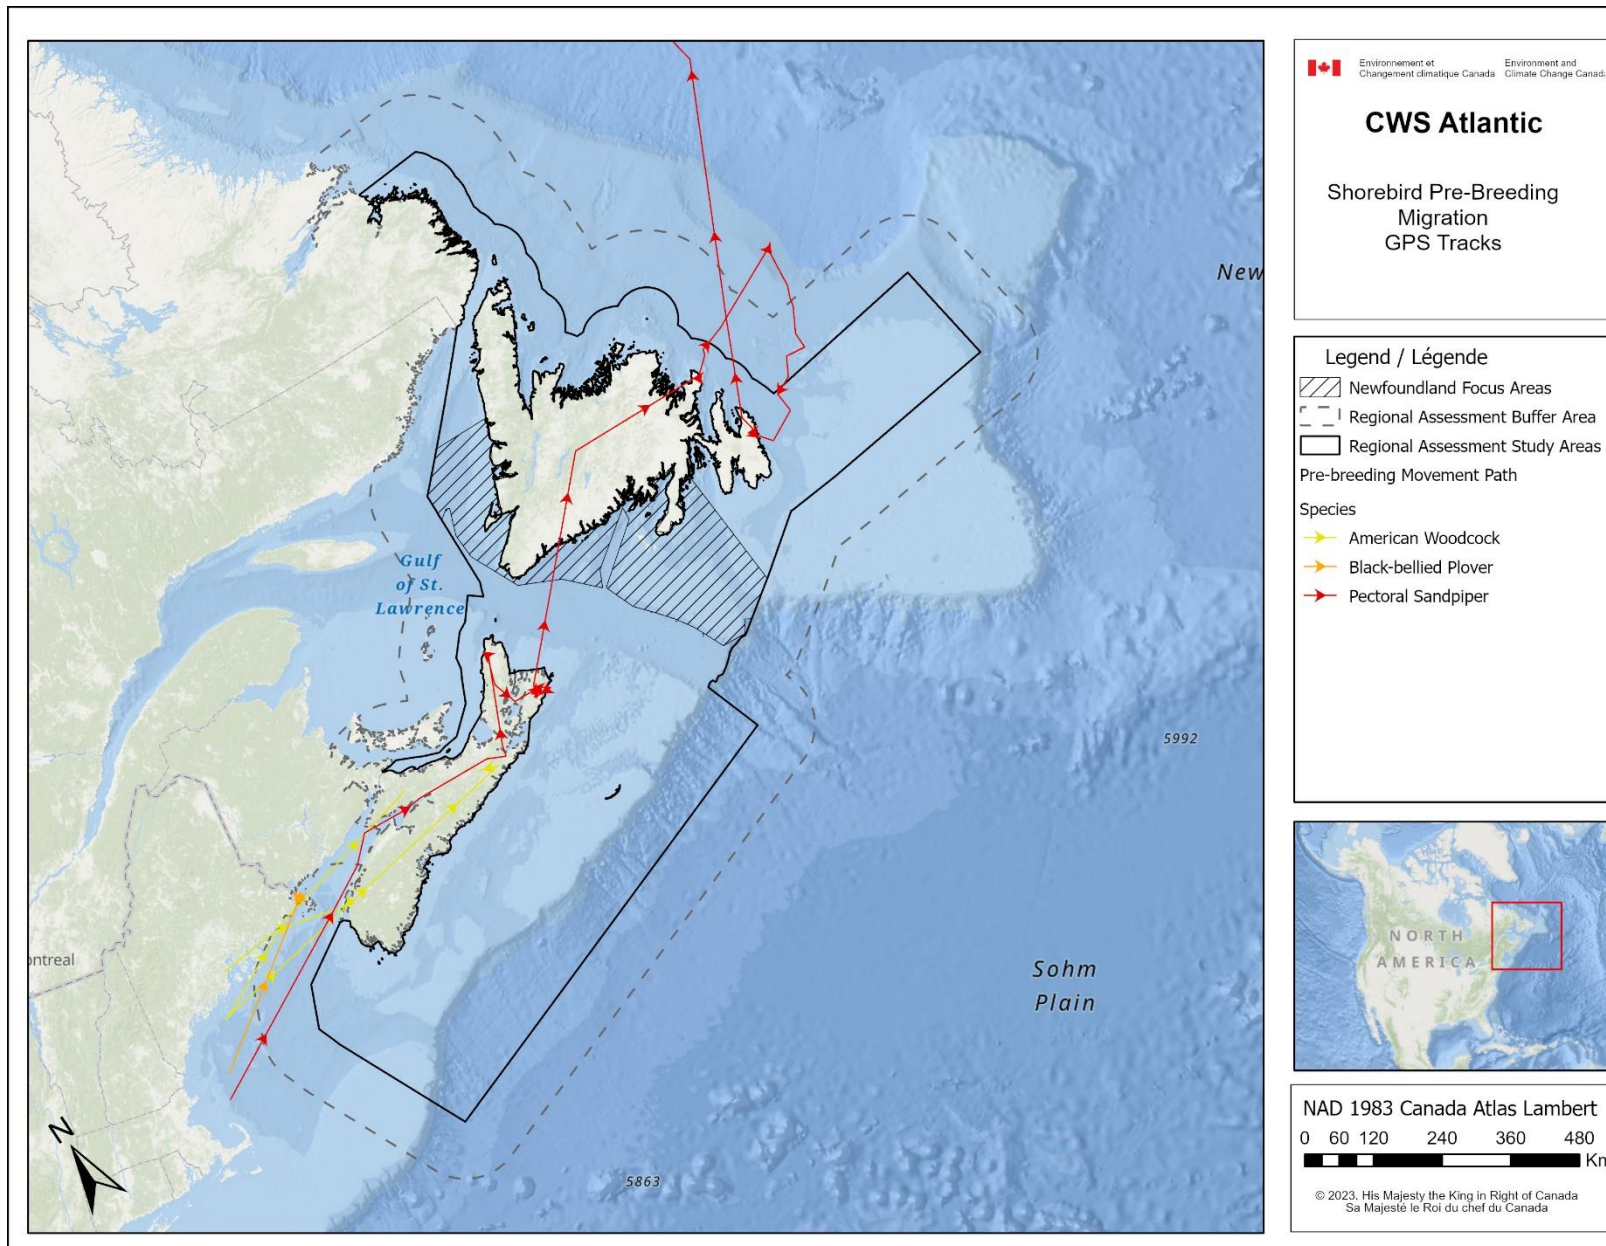 Environnement et
Changement climatique Canada
Environment and
Climate Change Canada
CWS Atlantic
Shorebird Pre-Breeding
Migration
GPS Tracks
Legend / Légende
Newfoundland Focus Areas
Regional Assessment Buffer Area
Regional Assessment Study Areas
Pre-breeding Movement Path
Species
American Woodcock
Black-bellied Plover
Pectoral Sandpiper
New
Gulf
of St.
Lawrence
5992
ontreal
Sohm
Plain
5863
N
NORTH
AMERICA
NAD 1983 Canada Atlas Lambert
0 60 120 240 360 480
Km
© 2023. His Majesty the King in Right of Canada
Sa Majesté le Roi du chef du Canada